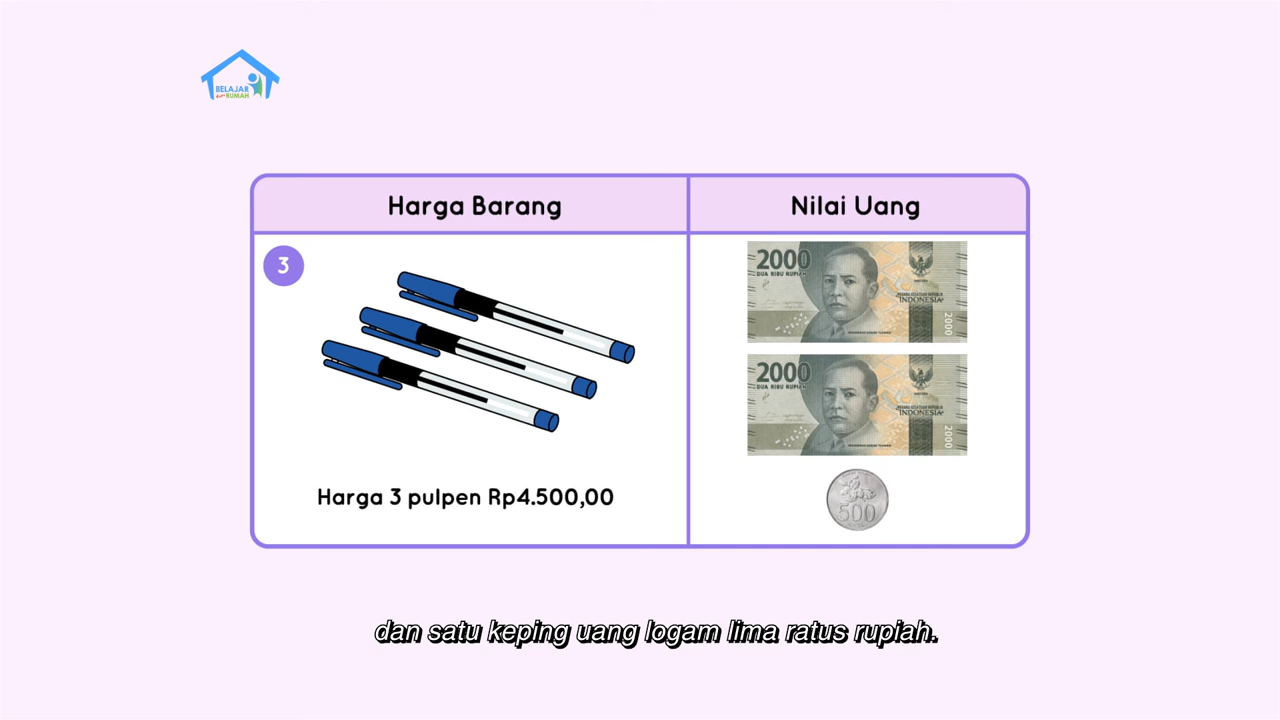 BELAJAR
dari RUMAH
Harga Barang
Nilai Uang
3
2000
DUA RIBU RUPIAH
INDONESIA
2000
2000
DUA RIBU RUPIAH
INDONESIA
2000
500
Harga 3 pulpen Rp4.500,00
dan satu keping uang logam lima ratus rupiah.